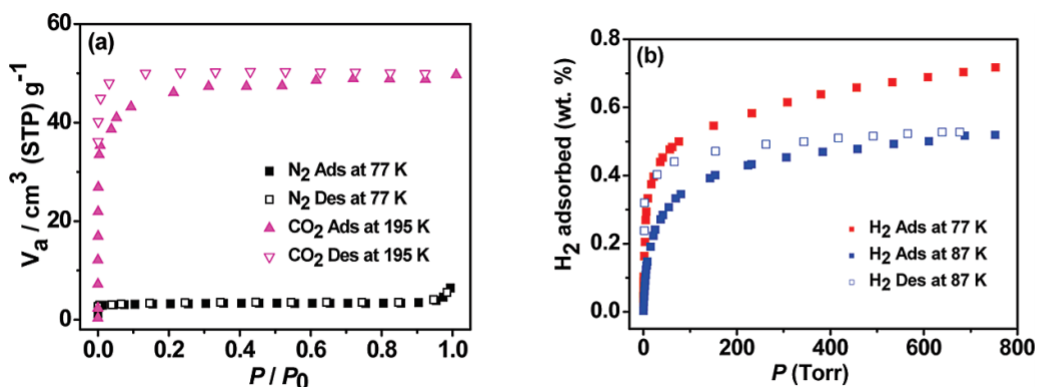 (a)
60
40
20
0
V_a / cm³ (STP) g⁻¹
N₂ Ads at 77 K
N₂ Des at 77 K
CO₂ Ads at 195 K
CO₂ Des at 195 K
0.0 0.2 0.4 0.6 0.8 1.0
P / P₀
(b)
0.8
0.6
0.4
0.2
0.0
H₂ adsorbed (wt. %)
H₂ Ads at 77 K
H₂ Ads at 87 K
H₂ Des at 87 K
0 200 400 600 800
P (Torr)